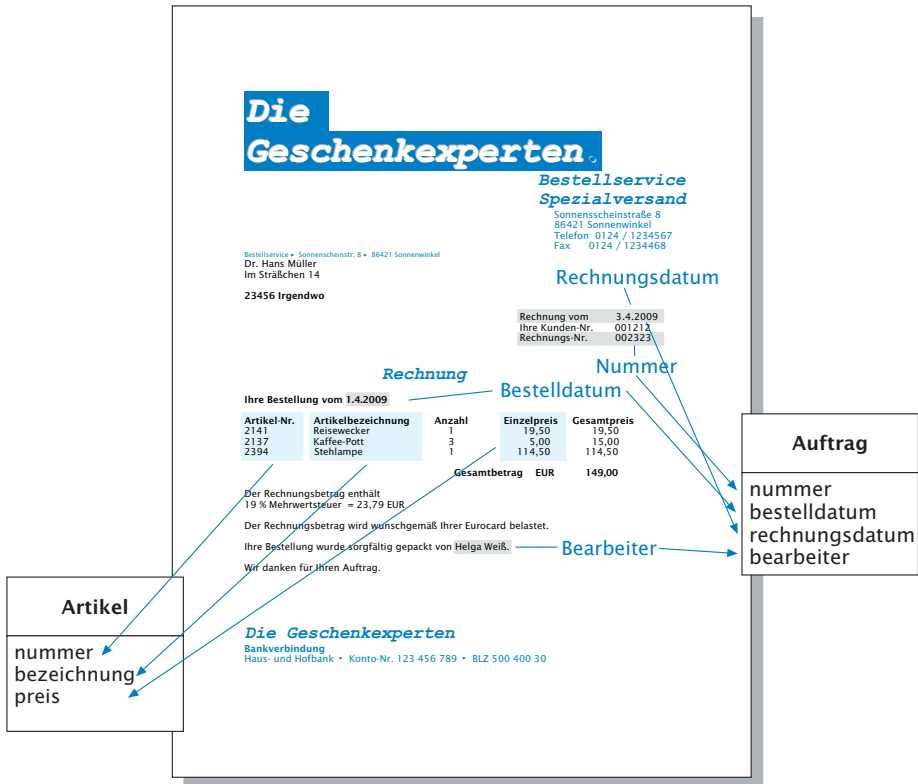 Die
Geschenkexperten.
Bestellservice
Spezialversand
Sonnensscheinstraße 8
86421 Sonnenwinkel
Telefon 0124 / 1234567
Fax 0124 / 1234468
Bestellservice • Sonnenscheinstr. 8 • 86421 Sonnenwinkel
Dr. Hans Müller
Im Sträßchen 14
23456 Irgendwo
Rechnungsdatum
Rechnung vom 3.4.2009
Ihre Kunden-Nr. 001212
Rechnungs-Nr. 002323
Nummer
Rechnung
Bestelldatum
Ihre Bestellung vom 1.4.2009
Artikel-Nr. Artikelbezeichnung Anzahl Einzelpreis Gesamtpreis
2141 Reisewecker 1 19,50 19,50
2137 Kaffee-Pott 3 5,00 15,00
2394 Stehlampe 1 114,50 114,50
Gesamtbetrag EUR 149,00
Der Rechnungsbetrag enthält
19 % Mehrwertsteuer = 23,79 EUR
Der Rechnungsbetrag wird wunschgemäß Ihrer Eurocard belastet.
Ihre Bestellung wurde sorgfältig gepackt von Helga Weiß.
Bearbeiter
Wir danken für Ihren Auftrag.
Die Geschenkexperten
Bankverbindung
Haus- und Hofbank • Konto-Nr. 123 456 789 • BLZ 500 400 30
Auftrag
nummer
bestelldatum
rechnungsdatum
bearbeiter
Artikel
nummer
bezeichnung
preis